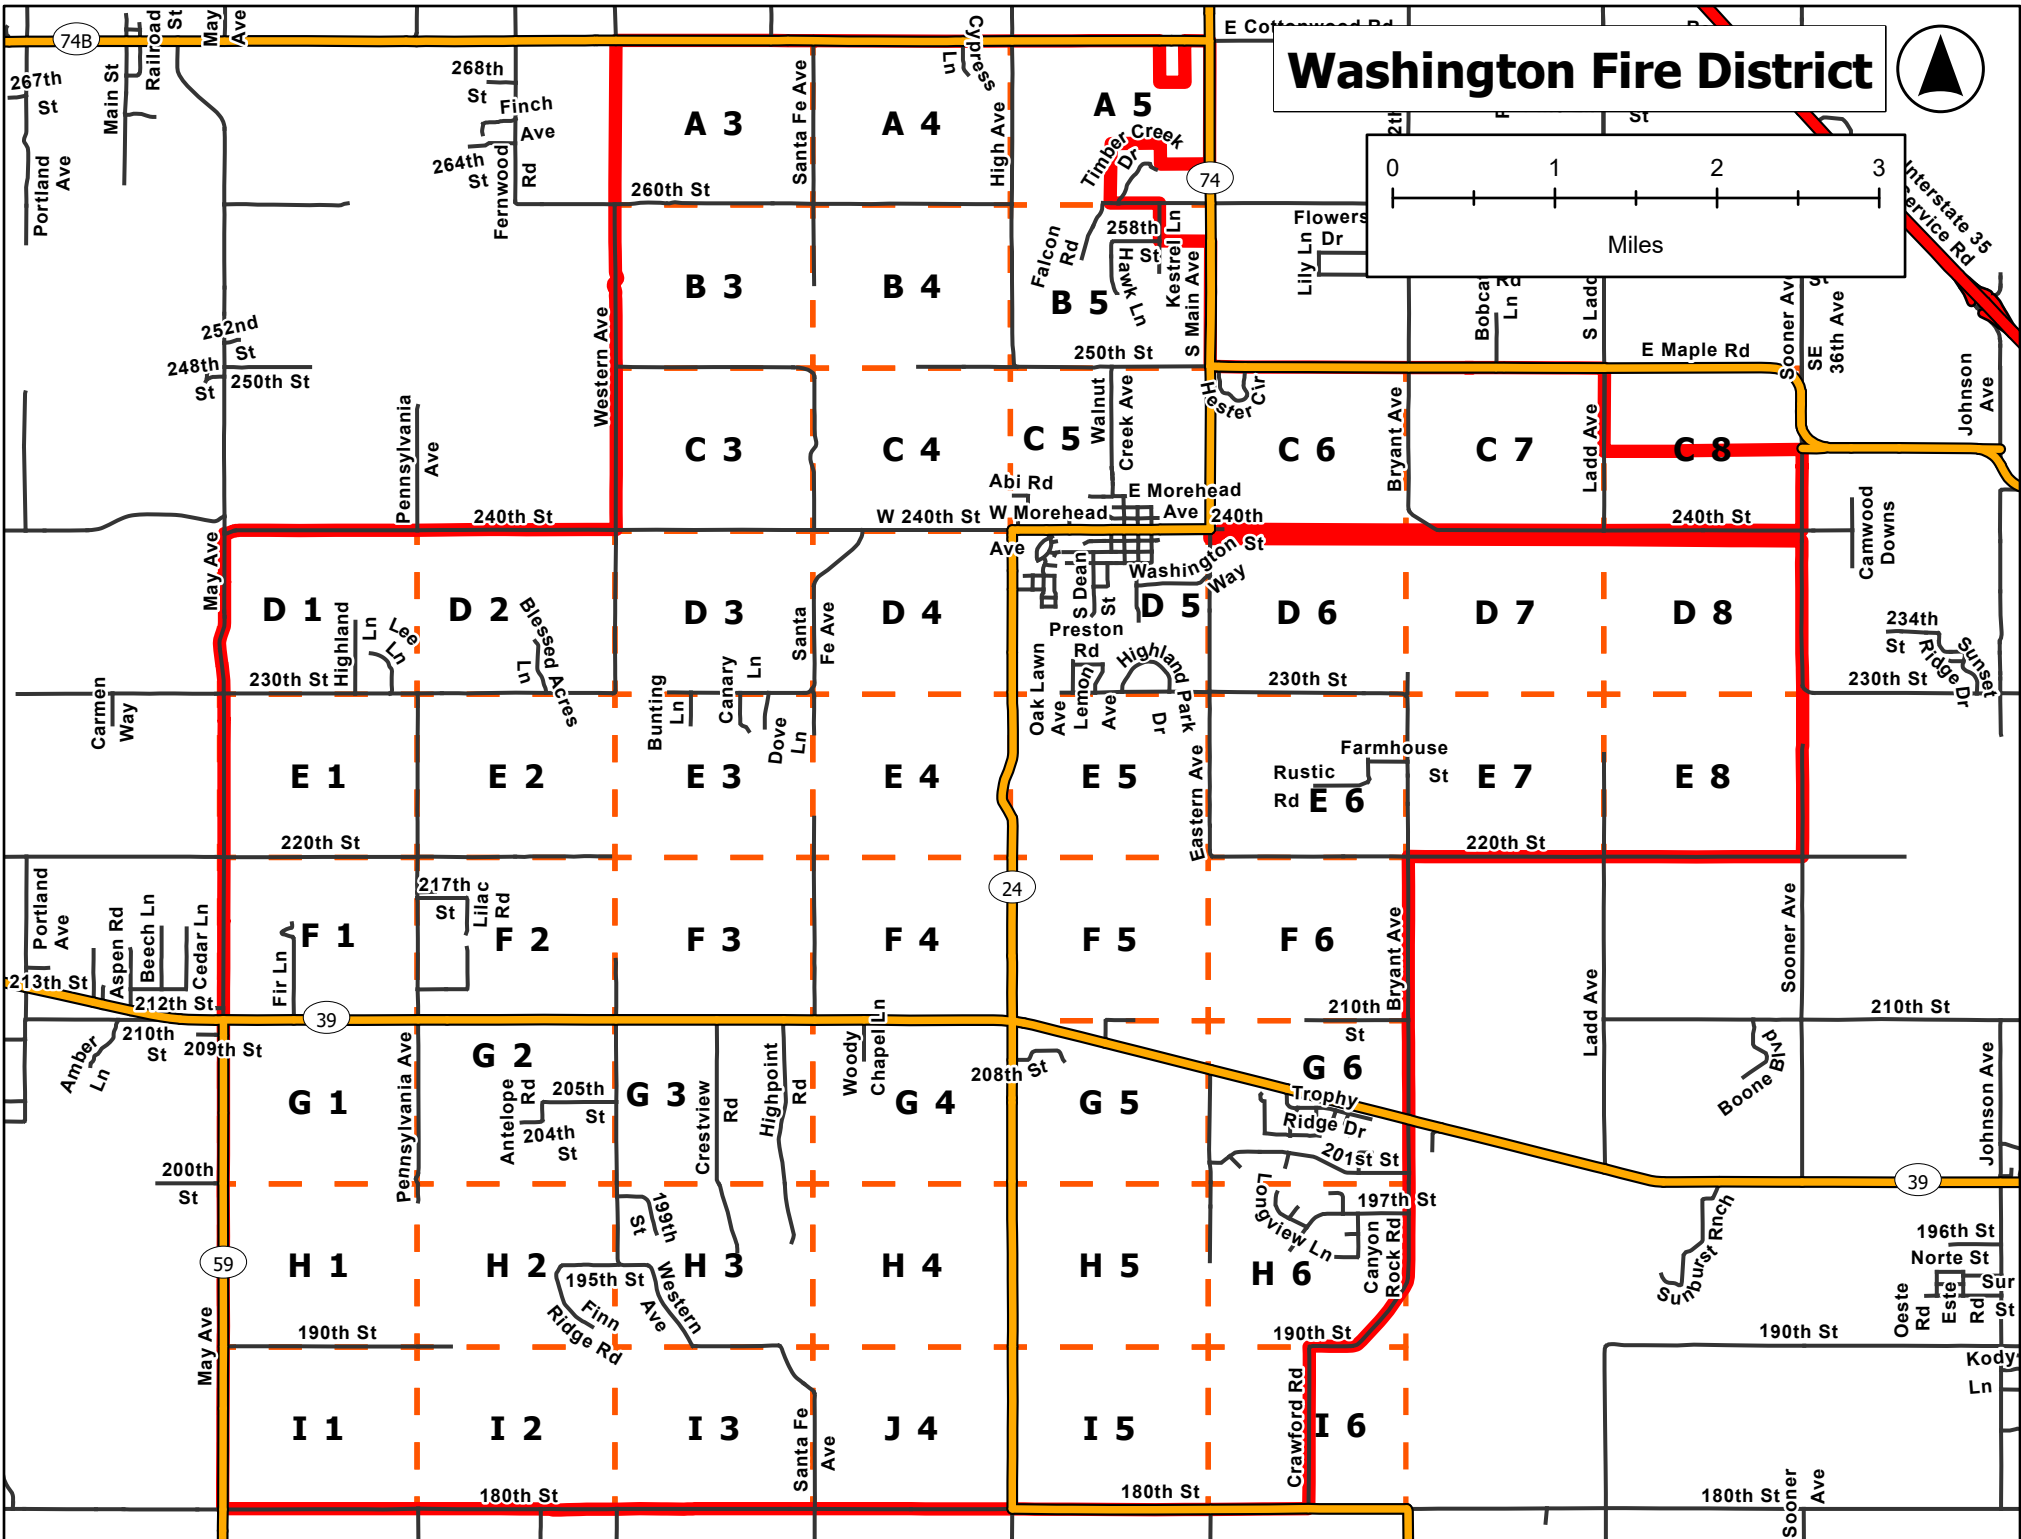 Washington Fire District
0 1 2 3
Miles
74B
Railroad St
May Ave
Main St
267th St
Portland Ave
268th St
Finch Ave
264th St
Fernwood Rd
Santa Fe Ave
Cypress Ln
High Ave
E Cottonwood Rd
A 3
A 4
A 5
Timber Creek Dr
74
260th St
258th St
Falcon Rd
Hawk Ln
Kestrel Ln
S Main Ave
Flowers Dr
Lily Ln
St
Interstate 35 Service Rd
B 3
B 4
B 5
Western Ave
252nd St
248th St
250th St
250th St
Walnut Creek Ave
Hester Cir
E Maple Rd
Sooner Ave
SE 36th Ave
St
Johnson Ave
Rd
Ln
Pennsylvania Ave
C 3
C 4
C 5
C 6
C 7
C 8
Bryant Ave
Ladd Ave
Abi Rd
E Morehead Ave
W Morehead Ave
240th St
W 240th St
240th St
240th St
Camwood Downs
May Ave
D 1
D 2
D 3
D 4
D 5
D 6
D 7
D 8
Highland Ln
Lee Ln
Blessed Acres Ln
Santa Fe Ave
S Dean St
Washington Way
Preston Rd
Highland Park Dr
Oak Lawn Ave
Lemon Ave
234th St
Sunset Ridge Dr
230th St
230th St
230th St
Carmen Way
Bunting Ln
Canary Ln
Dove Ln
E 1
E 2
E 3
E 4
E 5
E 6
E 7
E 8
Eastern Ave
Farmhouse St
Rustic Rd
220th St
220th St
24
Portland Ave
Aspen Rd
Beech Ln
Cedar Ln
Fir Ln
217th St
Lilac Rd
F 1
F 2
F 3
F 4
F 5
F 6
Bryant Ave
Ladd Ave
Sooner Ave
213th St
212th St
39
210th St
210th St
210th St
209th St
Amber Ln
208th St
Pennsylvania Ave
Antelope Rd
205th St
204th St
Crestview Rd
Highpoint Rd
Woody Chapel Ln
G 1
G 2
G 3
G 4
G 5
G 6
Trophy Ridge Dr
201st St
Boone Blvd
Johnson Ave
200th St
199th St
197th St
Longview Ln
Canyon Rock Rd
39
Sunburst Rnch
196th St
Norte St
Sur St
Este Rd
Oeste Rd
59
H 1
H 2
H 3
H 4
H 5
H 6
195th St
Finn Ridge Rd
Western Ave
190th St
190th St
190th St
Kody Ln
May Ave
I 1
I 2
I 3
J 4
I 5
I 6
Santa Fe Ave
Crawford Rd
180th St
180th St
180th St
Sooner Ave